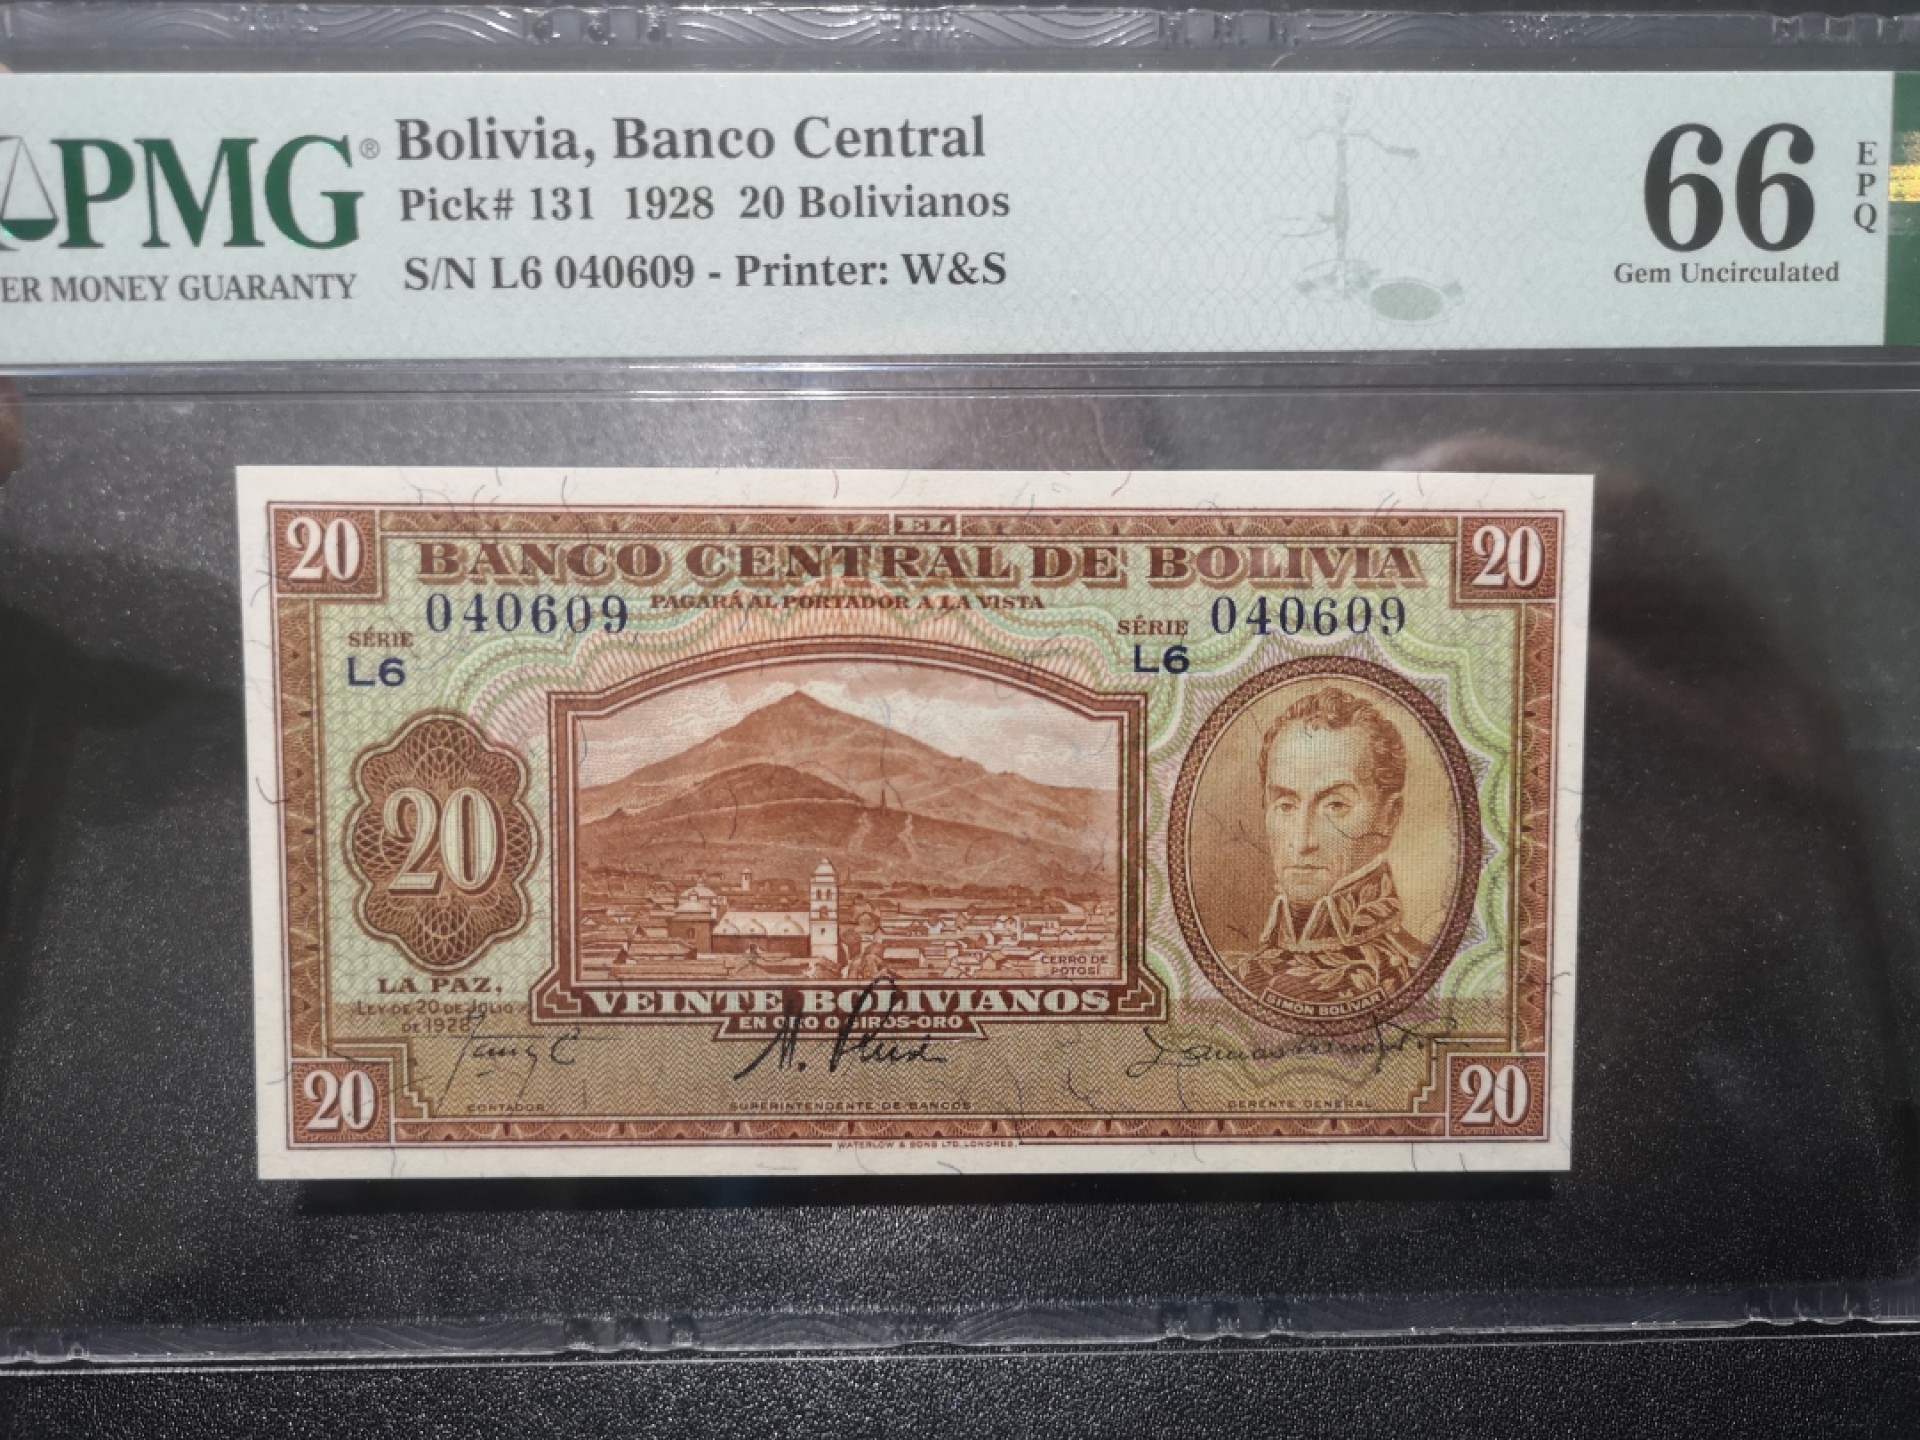 PMG®
ER MONEY GUARANTY
Bolivia, Banco Central
Pick# 131 1928 20 Bolivianos
S/N L6 040609 - Printer: W&S
66
EPQ
Gem Uncirculated
20
EL
20
BANCO CENTRAL DE BOLIVIA
PAGARÁ AL PORTADOR A LA VISTA
040609
040609
SÉRIE
L6
SÉRIE
L6
20
CERRO DE
POTOSÍ
LA PAZ,
LEY DE 20 DE JULIO
DE 1928
VEINTE BOLIVIANOS
EN ORO O GIROS-ORO
SIMÓN BOLÍVAR
20
CONTADOR
SUPERINTENDENTE DE BANCOS
GERENTE GENERAL
20
WATERLOW & SONS LTD. LONDRES.